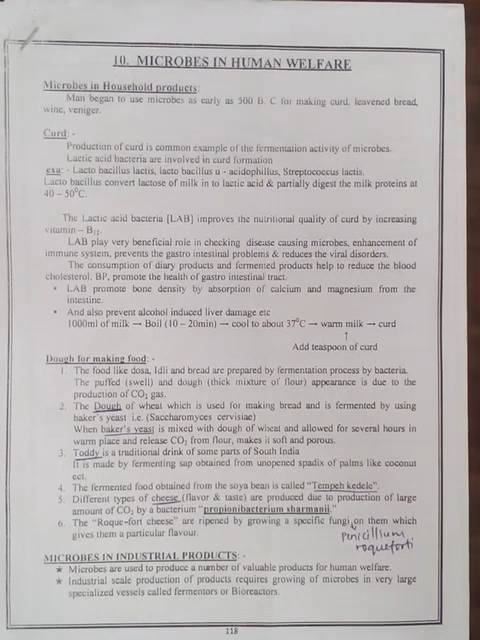 10. MICROBES IN HUMAN WELFARE
Microbes in Household products:
Man began to use microbes as early as 500 B. C for making curd, leavened bread,
wine, veniger.
Curd: -
Production of curd is common example of the fermentation activity of microbes.
Lactic acid bacteria are involved in curd formation
exa: - Lacto bacillus lactis, lacto bacillus α - acidophillus, Streptococcus lactis.
Lacto bacillus convert lactose of milk in to lactic acid & partially digest the milk proteins at
40 – 50⁰C.
The Lactic acid bacteria [LAB] improves the nutritional quality of curd by increasing
vitamin – B₁₂.
LAB play very beneficial role in checking disease causing microbes, enhancement of
immune system, prevents the gastro intestinal problems & reduces the viral disorders.
The consumption of diary products and fermented products help to reduce the blood
cholesterol, BP, promote the health of gastro intestinal tract.
• LAB promote bone density by absorption of calcium and magnesium from the
intestine.
• And also prevent alcohol induced liver damage etc
1000ml of milk → Boil (10 – 20min) → cool to about 37⁰C → warm milk → curd
↑
Add teaspoon of curd
Dough for making food: -
1. The food like dosa, Idli and bread are prepared by fermentation process by bacteria.
The puffed (swell) and dough (thick mixture of flour) appearance is due to the
production of CO₂ gas.
2. The Dough of wheat which is used for making bread and is fermented by using
baker's yeast i.e. (Saccharomyces cervisiae)
When baker's yeast is mixed with dough of wheat and allowed for several hours in
warm place and release CO₂ from flour, makes it soft and porous.
3. Toddy is a traditional drink of some parts of South India
It is made by fermenting sap obtained from unopened spadix of palms like coconut
ect.
4. The fermented food obtained from the soya bean is called "Tempeh kedele".
5. Different types of cheese (flavor & taste) are produced due to production of large
amount of CO₂ by a bacterium "propionibacterium sharmanii."
6. The "Roque-fort cheese" are ripened by growing a specific fungi on them which
gives them a particular flavour.
Penicillium
roqueforti
MICROBES IN INDUSTRIAL PRODUCTS: -
★ Microbes are used to produce a number of valuable products for human welfare.
★ Industrial scale production of products requires growing of microbes in very large
specialized vessels called fermentors or Bioreactors.
118